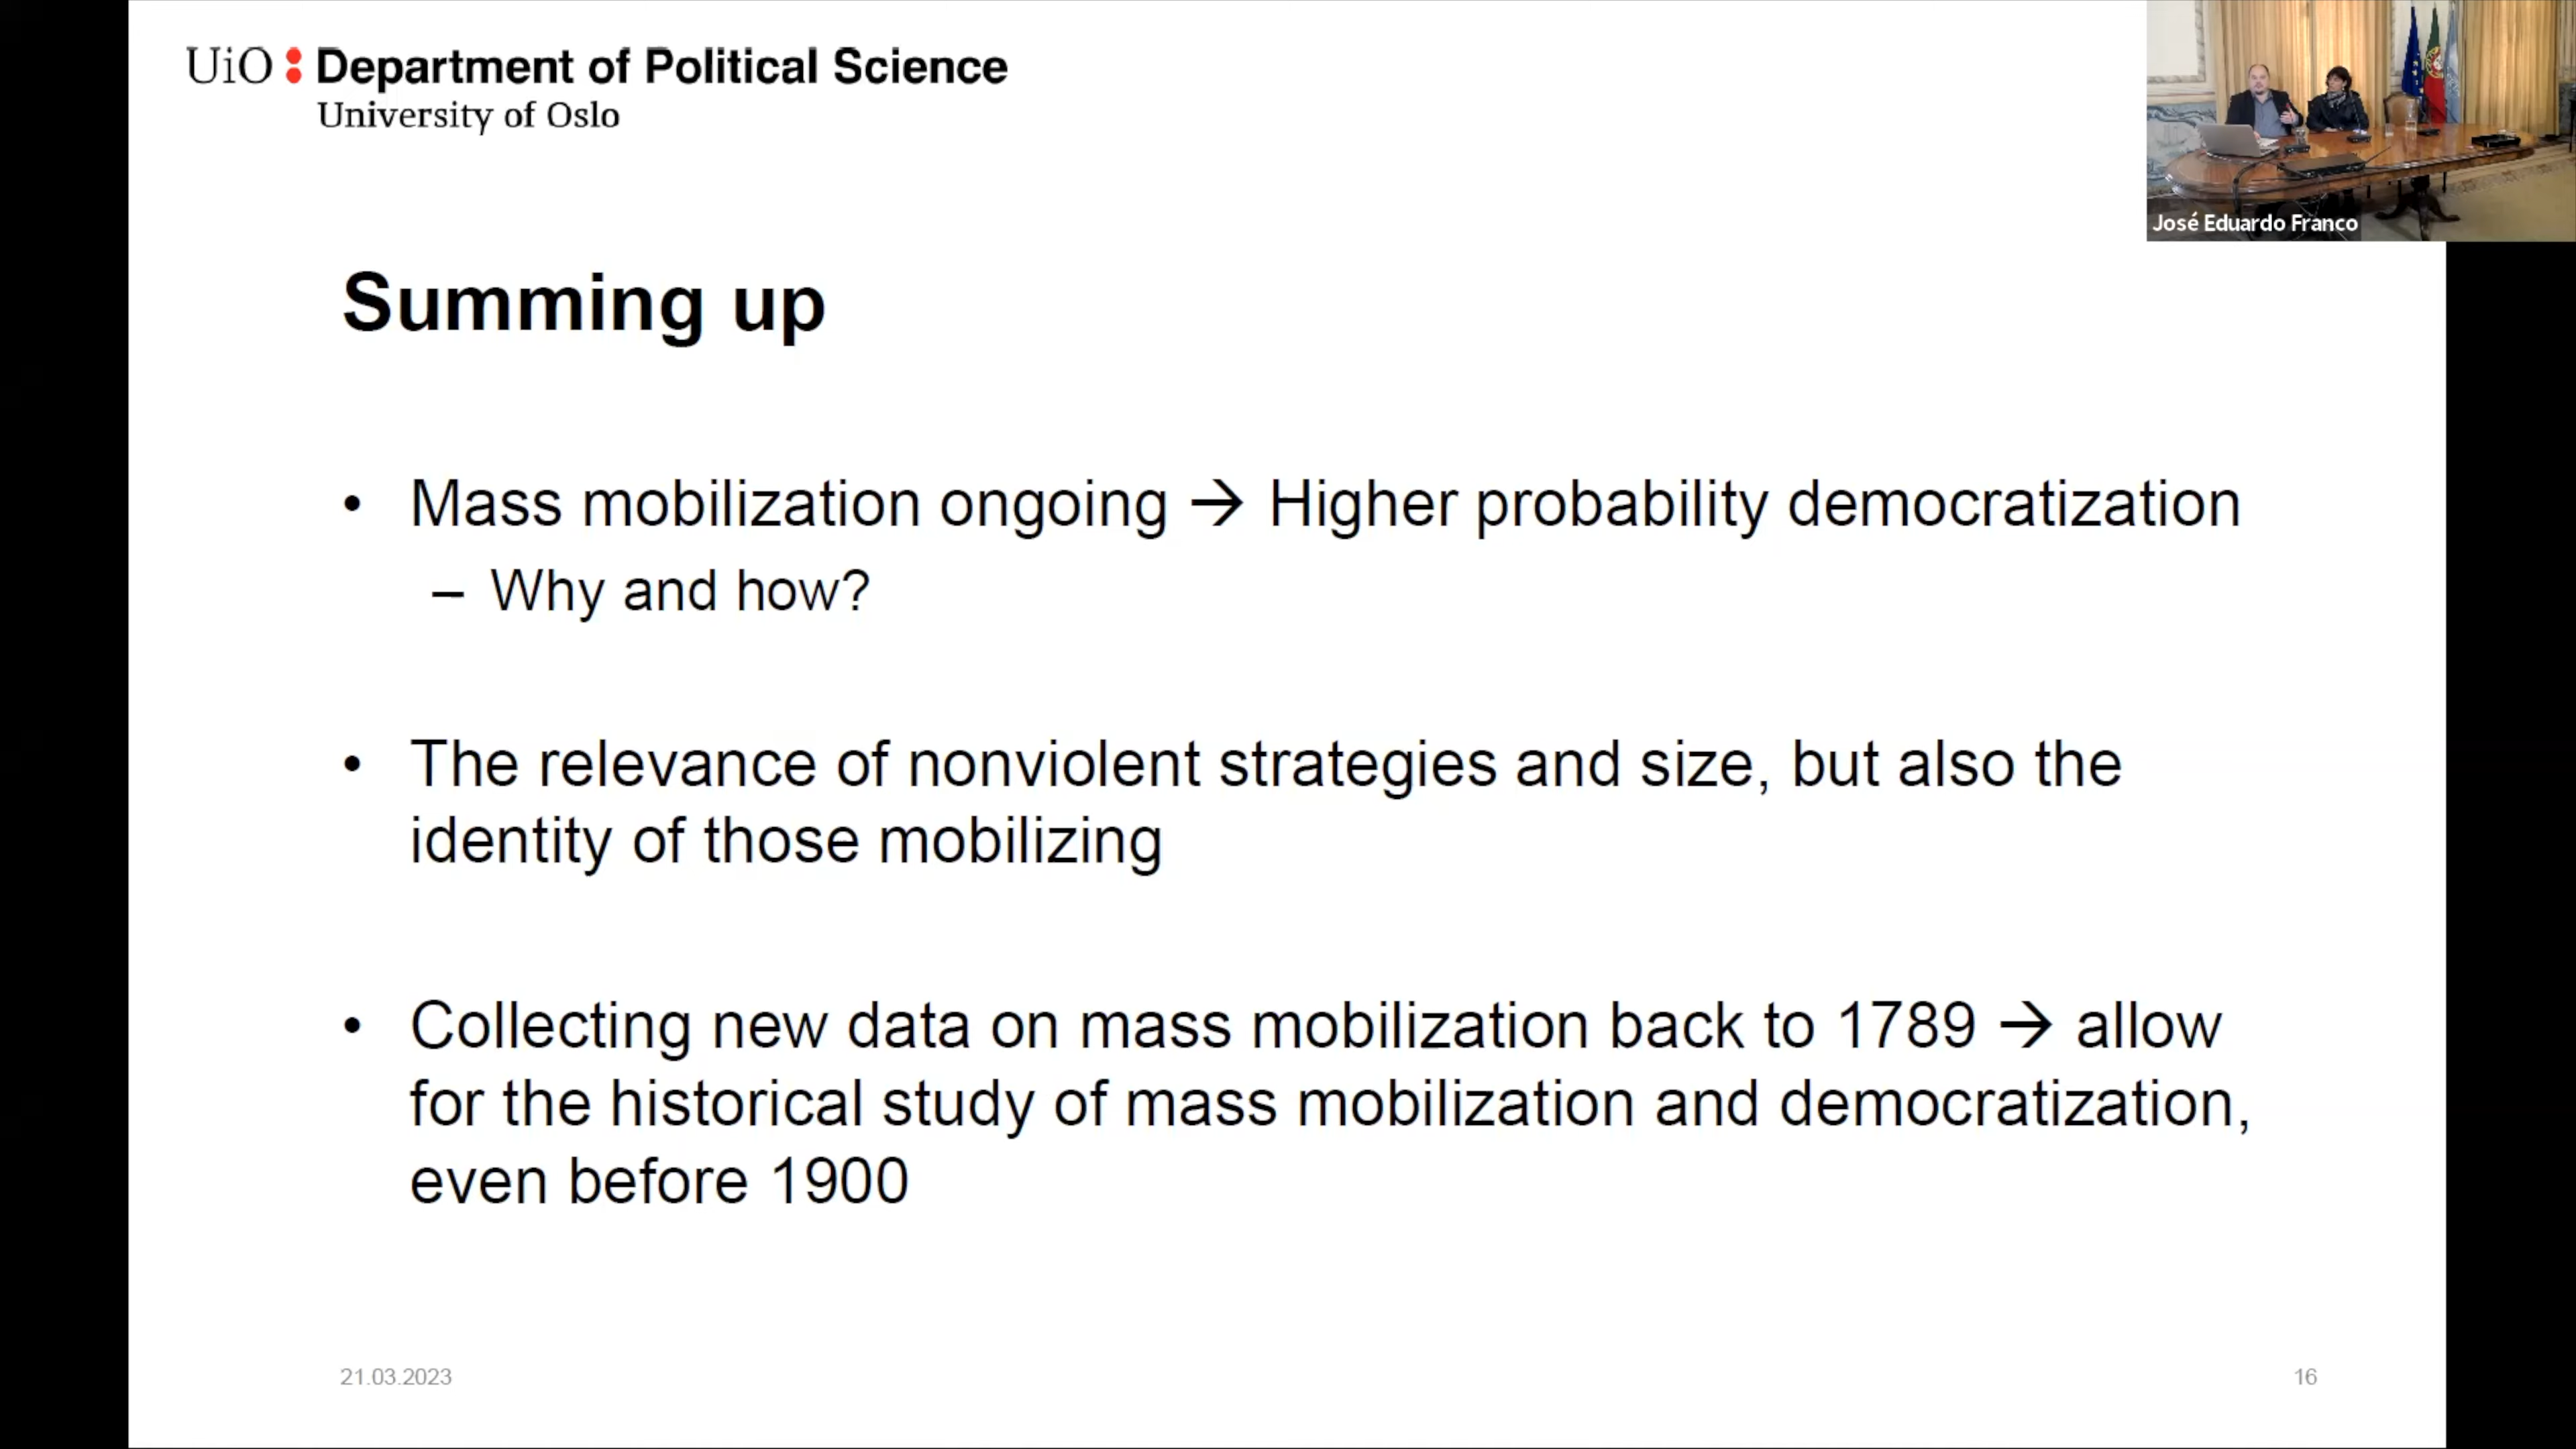 UiO : Department of Political Science
University of Oslo
José Eduardo Franco
Summing up
• Mass mobilization ongoing → Higher probability democratization
– Why and how?
• The relevance of nonviolent strategies and size, but also the
identity of those mobilizing
• Collecting new data on mass mobilization back to 1789 → allow
for the historical study of mass mobilization and democratization,
even before 1900
21.03.2023
16